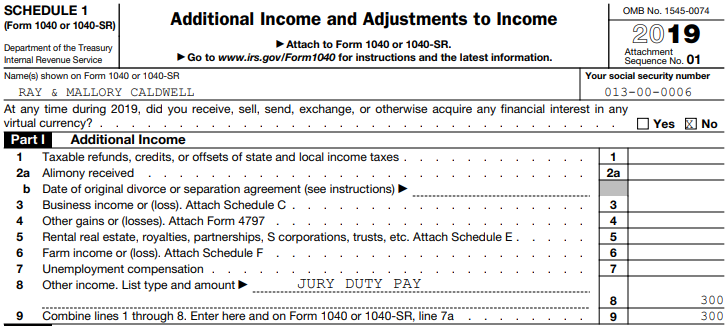 SCHEDULE 1
(Form 1040 or 1040-SR)
Department of the Treasury
Internal Revenue Service
Additional Income and Adjustments to Income
▶ Attach to Form 1040 or 1040-SR.
▶ Go to www.irs.gov/Form1040 for instructions and the latest information.
OMB No. 1545-0074
2019
Attachment
Sequence No. 01
Name(s) shown on Form 1040 or 1040-SR
RAY & MALLORY CALDWELL
Your social security number
013-00-0006
At any time during 2019, did you receive, sell, send, exchange, or otherwise acquire any financial interest in any
virtual currency? . . . . . . . . . . . . . . . . . . . . . . . . . . Yes X No
Part I Additional Income
1 Taxable refunds, credits, or offsets of state and local income taxes . . . . . . . . . . 1
2a Alimony received . . . . . . . . . . . . . . . . . . . . 2a
b Date of original divorce or separation agreement (see instructions) ▶
3 Business income or (loss). Attach Schedule C . . . . . . . . . . . . . 3
4 Other gains or (losses). Attach Form 4797 . . . . . . . . . . . . . . 4
5 Rental real estate, royalties, partnerships, S corporations, trusts, etc. Attach Schedule E . . . . 5
6 Farm income or (loss). Attach Schedule F . . . . . . . . . . . . . . 6
7 Unemployment compensation . . . . . . . . . . . . . . . . . 7
8 Other income. List type and amount ▶ JURY DUTY PAY
8 300
9 Combine lines 1 through 8. Enter here and on Form 1040 or 1040-SR, line 7a . . . . . . 9 300